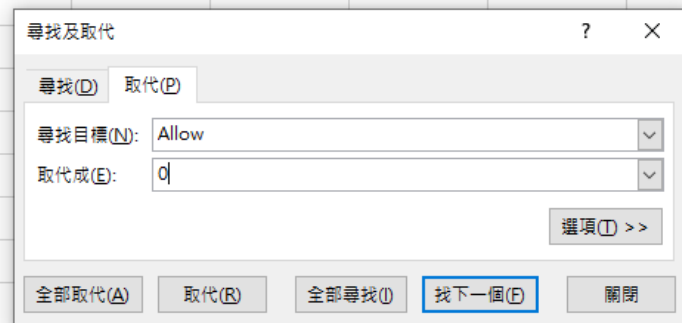 尋找及取代 ? ×
尋找(D) 取代(P)
尋找目標(N): Allow
取代成(E): 0
選項(T) >>
全部取代(A) 取代(R) 全部尋找(I) 找下一個(F) 關閉